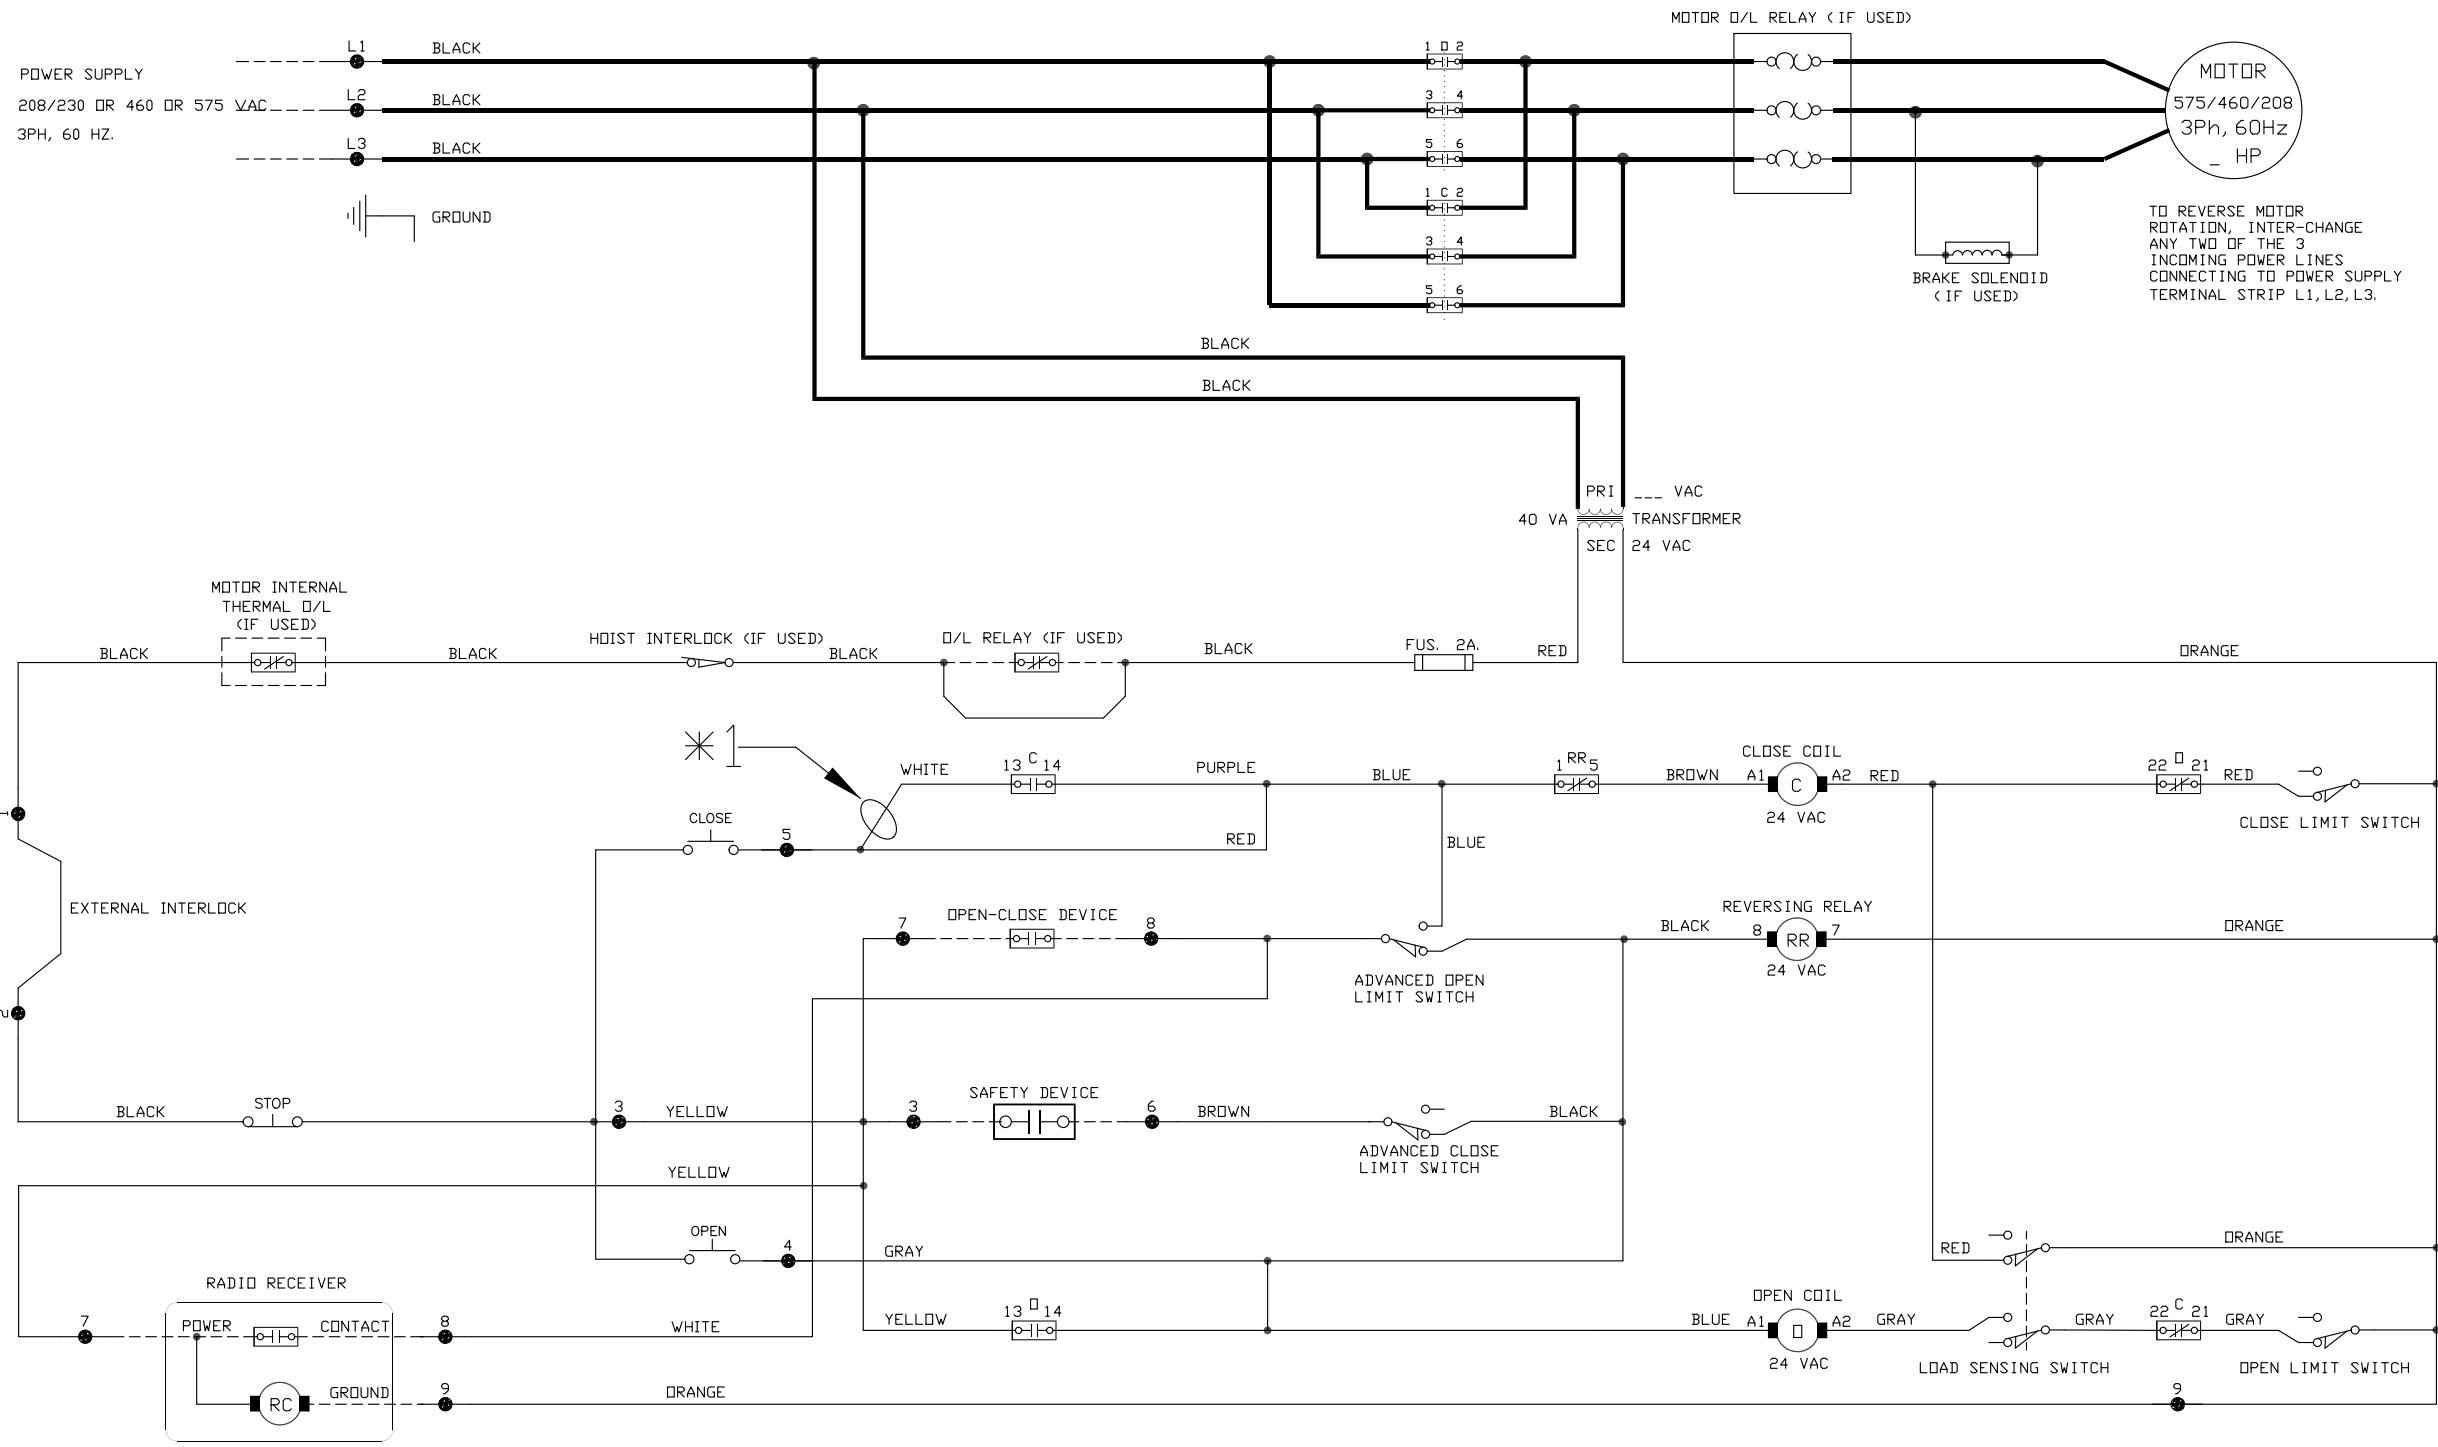 MOTOR O/L RELAY (IF USED)
L1
BLACK
1 O 2
POWER SUPPLY
208/230 OR 460 OR 575 VAC
3PH, 60 HZ.
L2
BLACK
3 4
L3
BLACK
5 6
MOTOR
575/460/208
3Ph, 60Hz
_ HP
GROUND
1 C 2
3 4
5 6
BRAKE SOLENOID
(IF USED)
TO REVERSE MOTOR
ROTATION, INTER-CHANGE
ANY TWO OF THE 3
INCOMING POWER LINES
CONNECTING TO POWER SUPPLY
TERMINAL STRIP L1, L2, L3.
BLACK
BLACK
PRI ___ VAC
40 VA TRANSFORMER
SEC 24 VAC
MOTOR INTERNAL
THERMAL O/L
(IF USED)
BLACK
BLACK
HOIST INTERLOCK (IF USED)
BLACK
O/L RELAY (IF USED)
BLACK
FUS. 2A.
RED
ORANGE
*1
WHITE
13 C 14
PURPLE
BLUE
1 RR 5
BROWN
CLOSE COIL
A1 C A2
24 VAC
RED
22 O 21
RED
CLOSE LIMIT SWITCH
1
CLOSE
5
RED
BLUE
EXTERNAL INTERLOCK
7
OPEN-CLOSE DEVICE
8
ADVANCED OPEN
LIMIT SWITCH
BLACK
REVERSING RELAY
8 RR 7
24 VAC
ORANGE
2
BLACK
STOP
3
YELLOW
3
SAFETY DEVICE
6
BROWN
ADVANCED CLOSE
LIMIT SWITCH
BLACK
YELLOW
OPEN
4
GRAY
RED
ORANGE
RADIO RECEIVER
7
POWER
CONTACT
8
WHITE
YELLOW
13 O 14
BLUE
OPEN COIL
A1 O A2
24 VAC
GRAY
LOAD SENSING SWITCH
GRAY
22 C 21
GRAY
OPEN LIMIT SWITCH
RC
GROUND
9
ORANGE
9